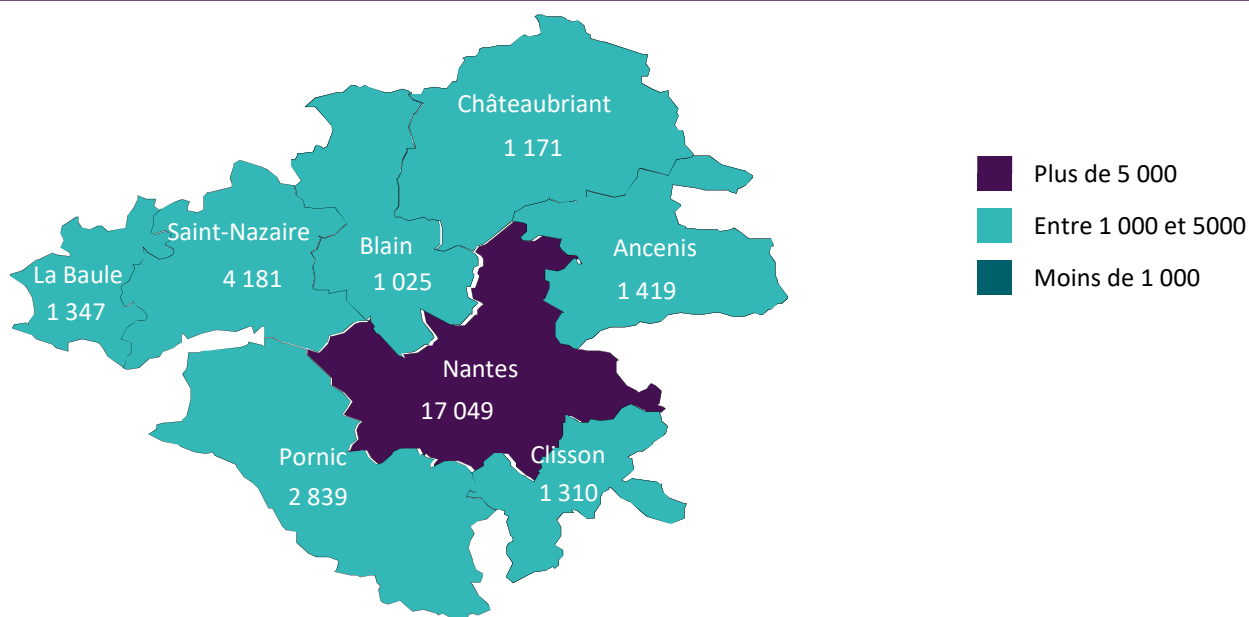 Châteaubriant
1 171
Saint-Nazaire
4 181
Blain
1 025
Ancenis
1 419
La Baule
1 347
Nantes
17 049
Pornic
2 839
Clisson
1 310
Plus de 5 000
Entre 1 000 et 5000
Moins de 1 000